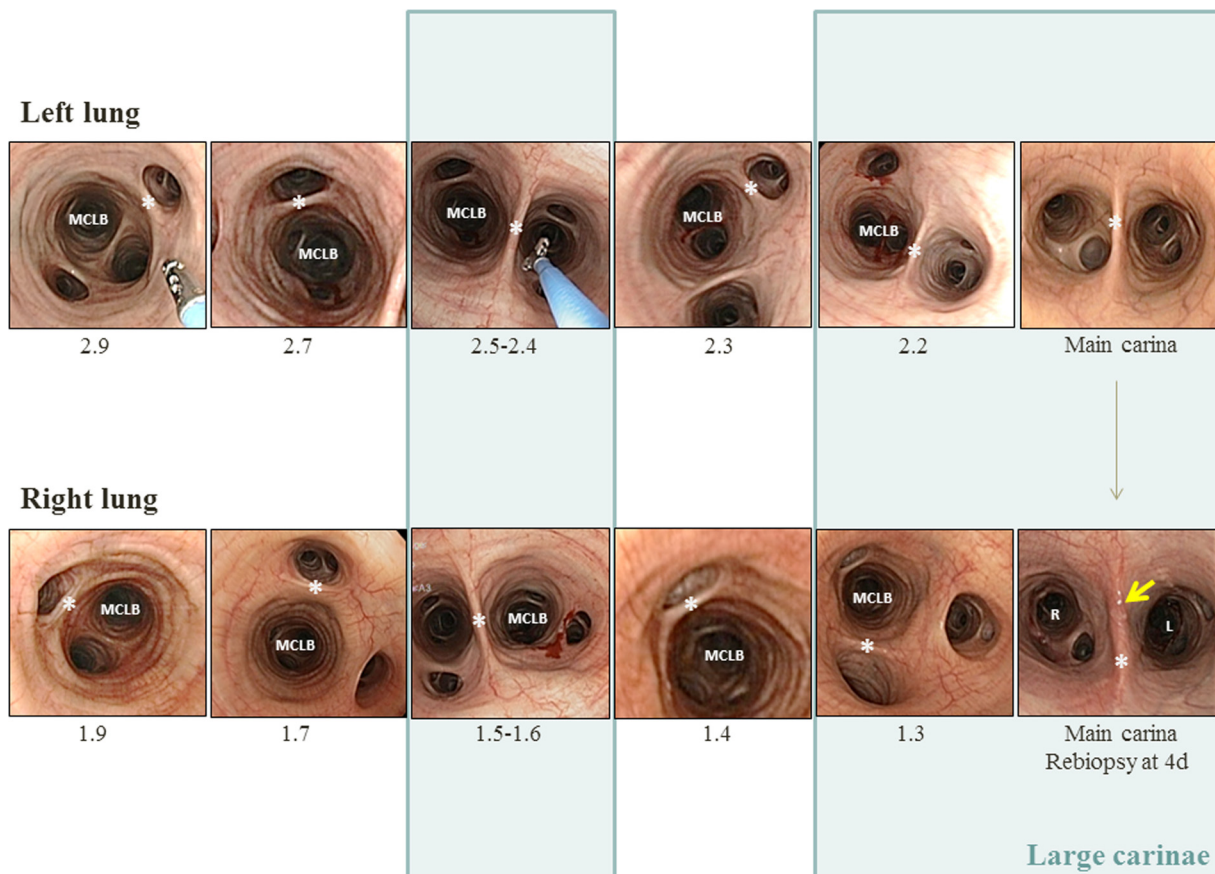 Left lung
MCLB
*
MCLB
*
MCLB
*
MCLB
*
MCLB
*
*
2.9
2.7
2.5-2.4
2.3
2.2
Main carina
Right lung
MCLB
*
MCLB
*
MCLB
*
MCLB
*
MCLB
*
R
L
*
1.9
1.7
1.5-1.6
1.4
1.3
Main carina
Rebiopsy at 4d
Large carinae